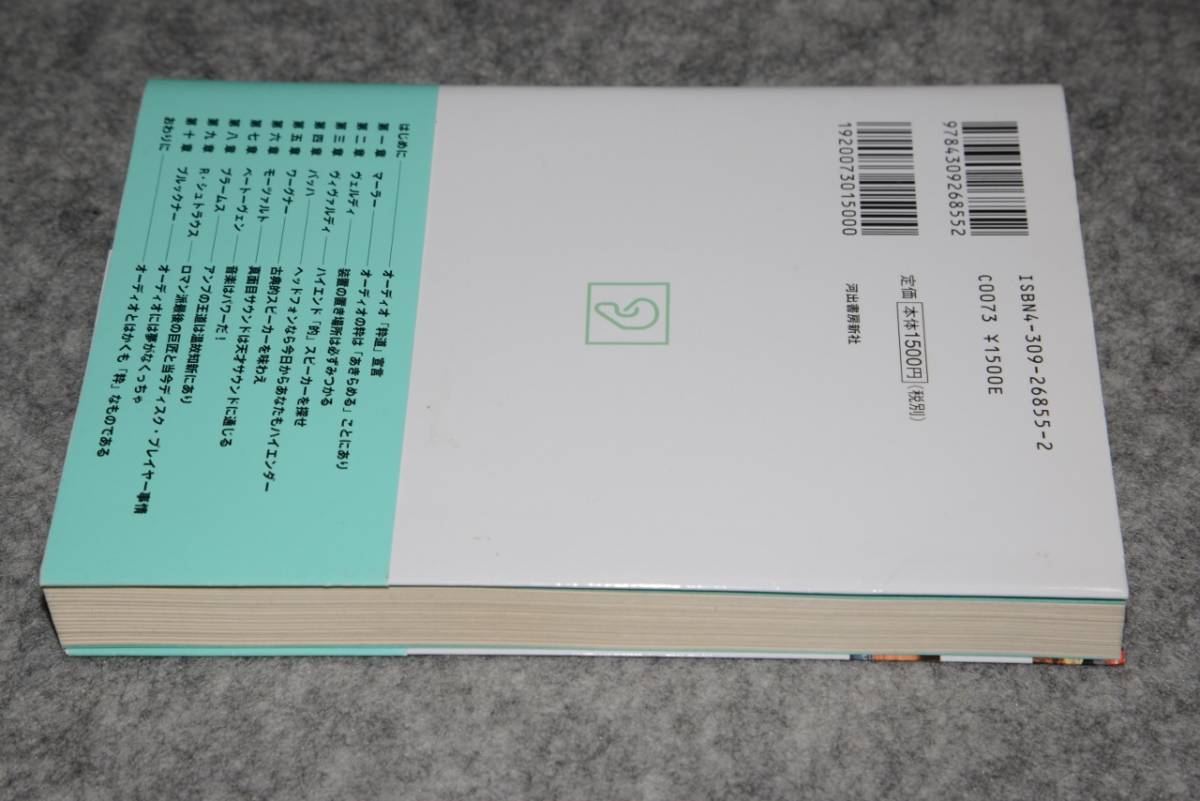 9784309268552
1920073015000
ISBN4-309-26855-2
C0073 ¥1500E
定価 本体1500円(税別)
河出書房新社
はじめに――オーディオ「粋道」宣言
第一章 マーラー――オーディオの粋は「あきらめる」ことにあり
第二章 ヴェルディ――装置の置き場所は必ずみつかる
第三章 ヴィヴァルディ――ハイエンド「的」スピーカーを探せ
第四章 バッハ――ヘッドフォンなら今日からあなたもハイエンダー
第五章 ワーグナー――古典的スピーカーを味わえ
第六章 モーツァルト――真面目サウンドは天才サウンドに通じる
第七章 ベートーヴェン――音楽はパワーだ！
第八章 ブラームス――アンプの王道は温故知新にあり
第九章 R・シュトラウス――ロマン派最後の巨匠と当今ディスク・プレイヤー事情
第十章 ブルックナー――オーディオには夢がなくっちゃ
おわりに――オーディオとはかくも「粋」なものである